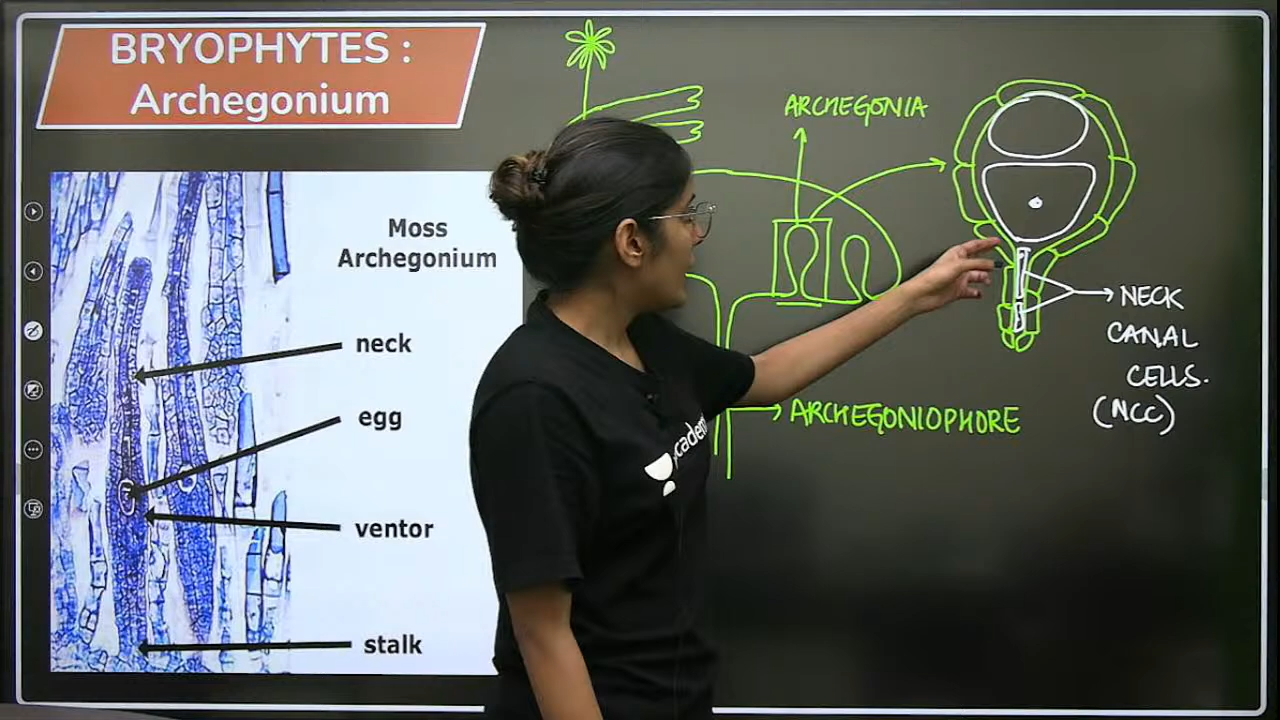 BRYOPHYTES :
Archegonium
Moss
Archegonium
neck
egg
ventor
stalk
ARCHEGONIA
NECK
CANAL
CELLS.
(NCC)
ARCHEGONIOPHORE